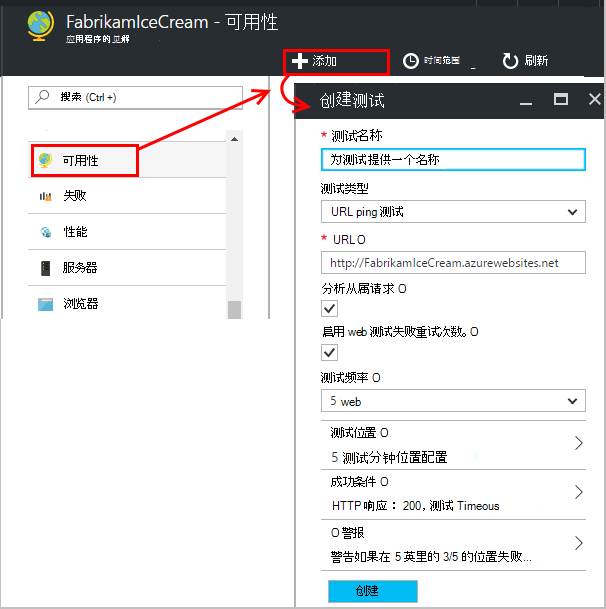 FabrikamIceCream - 可用性
应用程序的见解
添加
时间范围
刷新
搜索 (Ctrl +)
可用性
失败
性能
服务器
浏览器
创建测试
* 测试名称
为测试提供一个名称
测试类型
URL ping 测试
* URL O
http://FabrikamIceCream.azurewebsites.net
分析从属请求 O
启用 web 测试失败重试次数。O
测试频率 O
5 web
测试位置 O
5 测试分钟位置配置
成功条件 O
HTTP 响应: 200, 测试 Timeous
O 警报
警告如果在 5 英里的 3/5 的位置失败...
创建